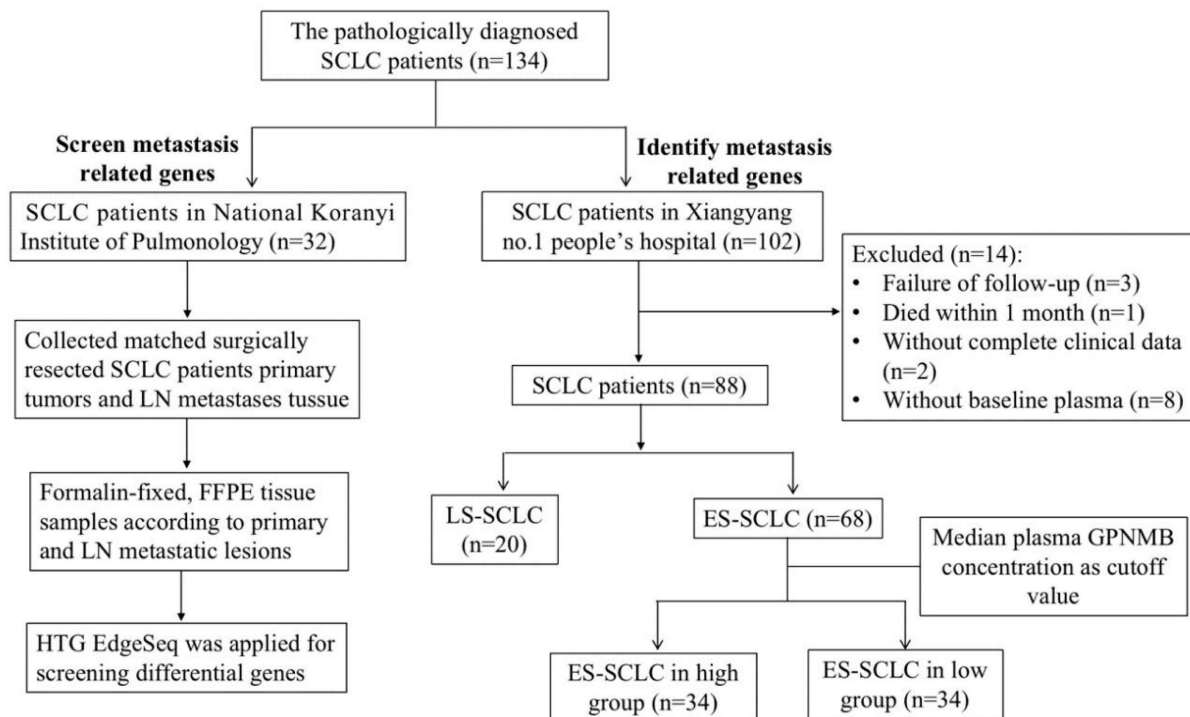 The pathologically diagnosed
SCLC patients (n=134)
Screen metastasis
related genes
Identify metastasis
related genes
SCLC patients in National Koranyi
Institute of Pulmonology (n=32)
SCLC patients in Xiangyang
no.1 people's hospital (n=102)
Excluded (n=14):
• Failure of follow-up (n=3)
• Died within 1 month (n=1)
• Without complete clinical data
(n=2)
• Without baseline plasma (n=8)
Collected matched surgically
resected SCLC patients primary
tumors and LN metastases tussue
SCLC patients (n=88)
Formalin-fixed, FFPE tissue
samples according to primary
and LN metastatic lesions
LS-SCLC
(n=20)
ES-SCLC (n=68)
Median plasma GPNMB
concentration as cutoff
value
HTG EdgeSeq was applied for
screening differential genes
ES-SCLC in high
group (n=34)
ES-SCLC in low
group (n=34)